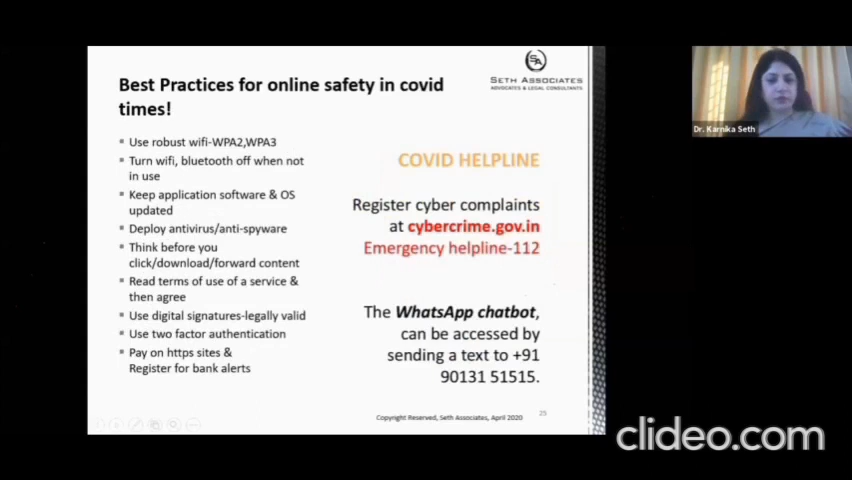 SA
SETH ASSOCIATES
ADVOCATES & LEGAL CONSULTANTS
Best Practices for online safety in covid
times!
Use robust wifi-WPA2,WPA3
Turn wifi, bluetooth off when not
in use
Keep application software & OS
updated
Deploy antivirus/anti-spyware
Think before you
click/download/forward content
Read terms of use of a service &
then agree
Use digital signatures-legally valid
Use two factor authentication
Pay on https sites &
Register for bank alerts
COVID HELPLINE
Register cyber complaints
at cybercrime.gov.in
Emergency helpline-112
The WhatsApp chatbot,
can be accessed by
sending a text to +91
90131 51515.
Copyright Reserved, Seth Associates, April 2020
25
Dr. Karnika Seth
clideo.com